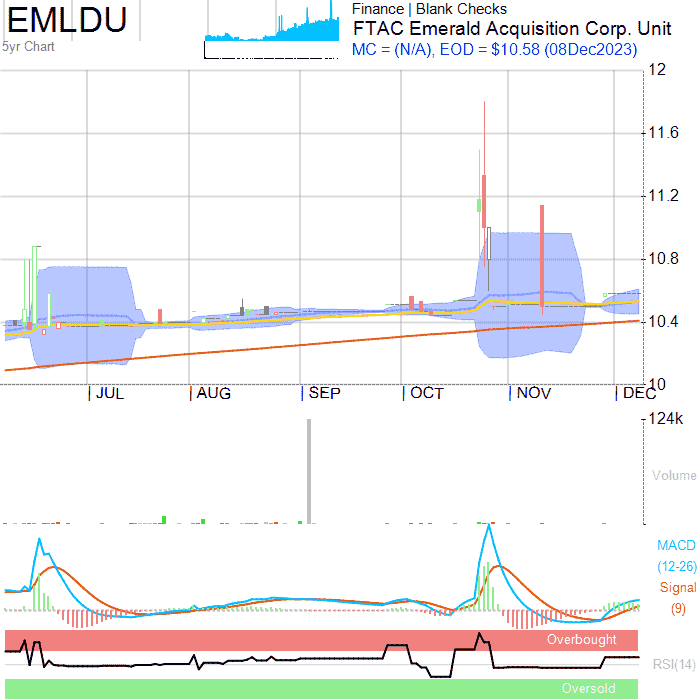 EMLDU
5yr Chart
Finance | Blank Checks
FTAC Emerald Acquisition Corp. Unit
MC = (N/A), EOD = $10.58 (08Dec2023)
12
11.6
11.2
10.8
10.4
10
JUL
AUG
SEP
OCT
NOV
DEC
124k
Volume
MACD
(12-26)
Signal
(9)
Overbought
RSI(14)
Oversold